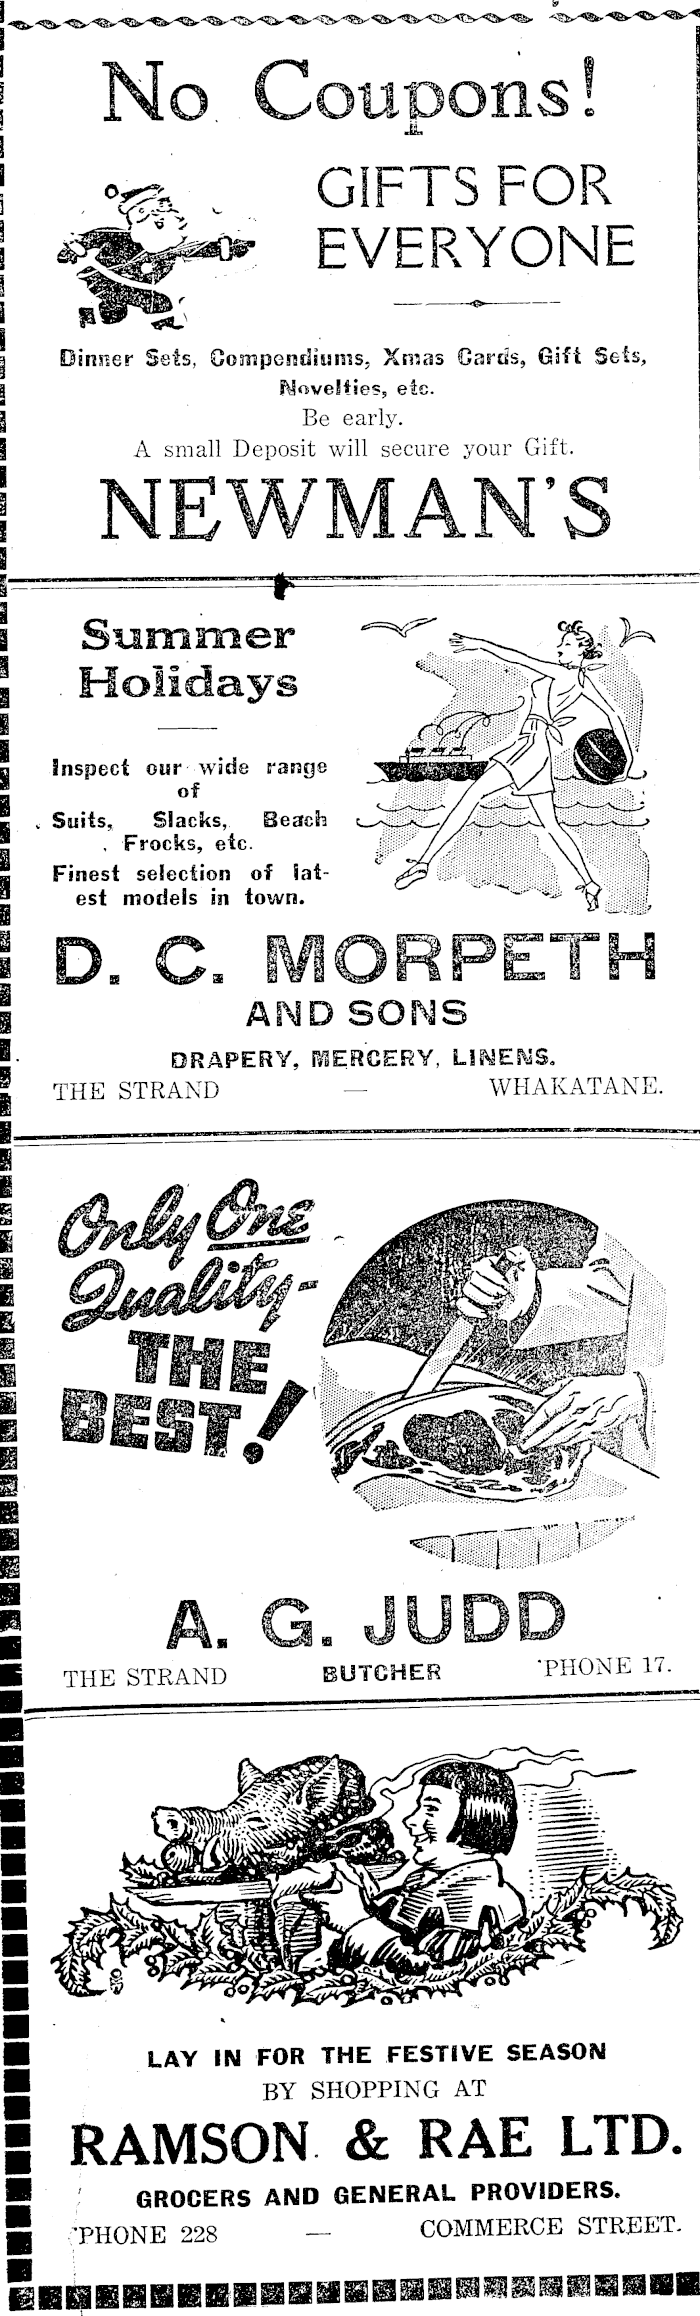 No Coupons!
GIFTS FOR
EVERYONE
Dinner Sets, Compendiums, Xmas Cards, Gift Sets,
Novelties, etc.
Be early.
A small Deposit will secure your Gift.
NEWMAN'S
Summer
Holidays
Inspect our wide range
of
Suits, Slacks, Beach
Frocks, etc.
Finest selection of lat-
est models in town.
D. C. MORPETH
AND SONS
DRAPERY, MERCERY, LINENS.
THE STRAND — WHAKATANE.
Only One
Quality-
THE
BEST!
A. G. JUDD
THE STRAND BUTCHER 'PHONE 17.
LAY IN FOR THE FESTIVE SEASON
BY SHOPPING AT
RAMSON & RAE LTD.
GROCERS AND GENERAL PROVIDERS.
'PHONE 228 — COMMERCE STREET.